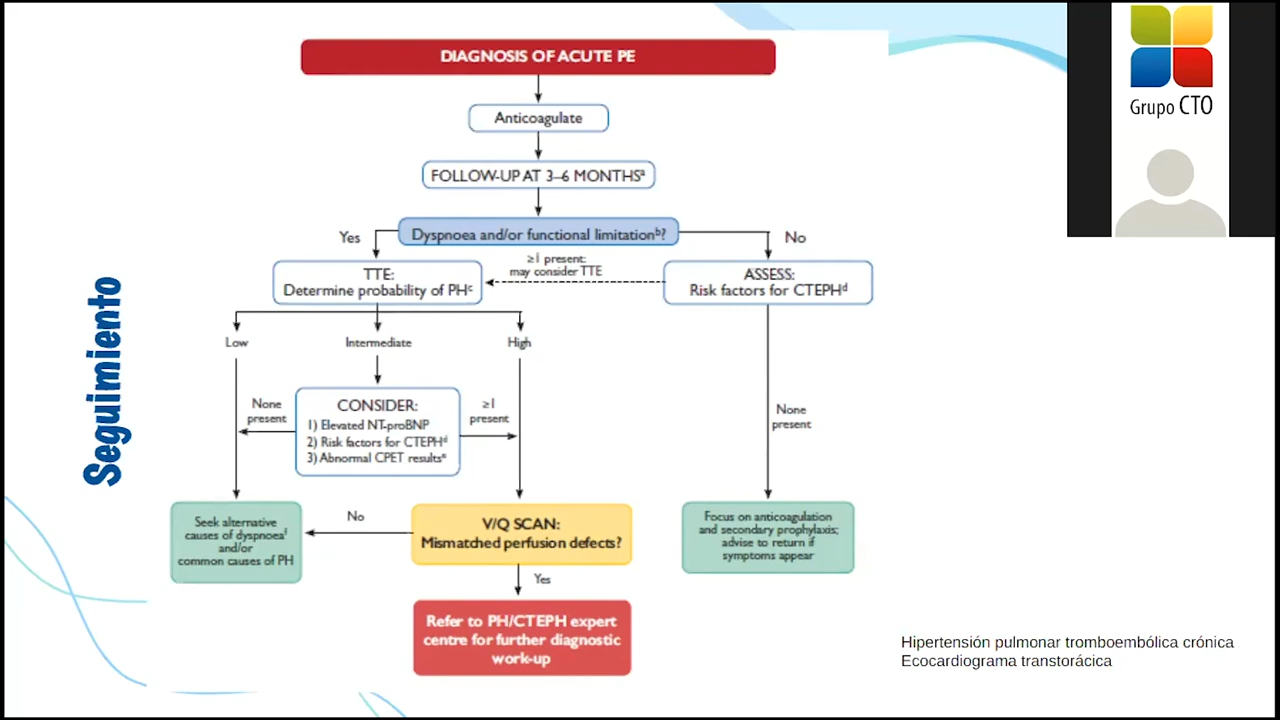 DIAGNOSIS OF ACUTE PE
Grupo CTO
Anticoagulate
FOLLOW-UP AT 3–6 MONTHSᵃ
Dyspnoea and/or functional limitationᵇ?
Yes
No
≥1 present:
may consider TTE
TTE:
Determine probability of PHᶜ
ASSESS:
Risk factors for CTEPHᵈ
Low
Intermediate
High
None
present
CONSIDER:
1) Elevated NT-proBNP
2) Risk factors for CTEPHᵈ
3) Abnormal CPET resultsᵉ
≥1
present
None
present
Seguimiento
Seek alternative
causes of dyspnoeaᶠ
and/or
common causes of PH
No
V/Q SCAN:
Mismatched perfusion defects?
Focus on anticoagulation
and secondary prophylaxis;
advise to return if
symptoms appear
Yes
Refer to PH/CTEPH expert
centre for further diagnostic
work-up
Hipertensión pulmonar tromboembólica crónica
Ecocardiograma transtorácica